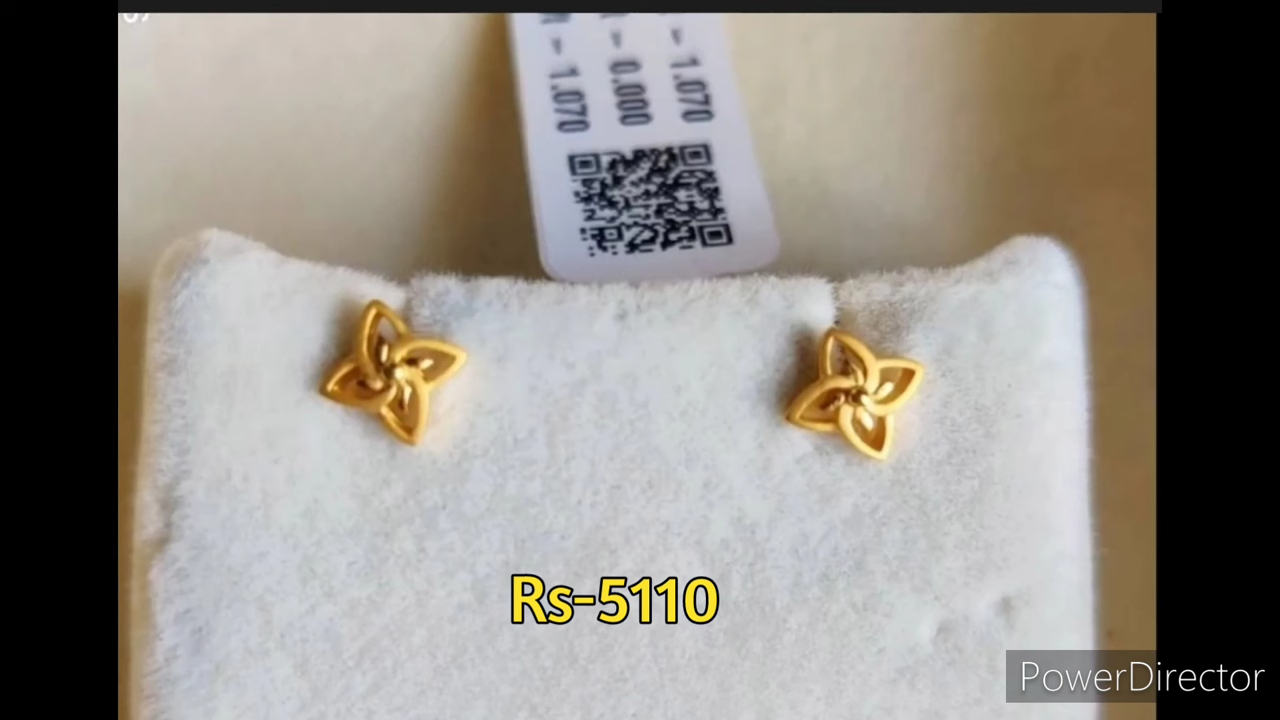 - 1.070
- 0.000
- 1.070
Rs-5110
PowerDirector